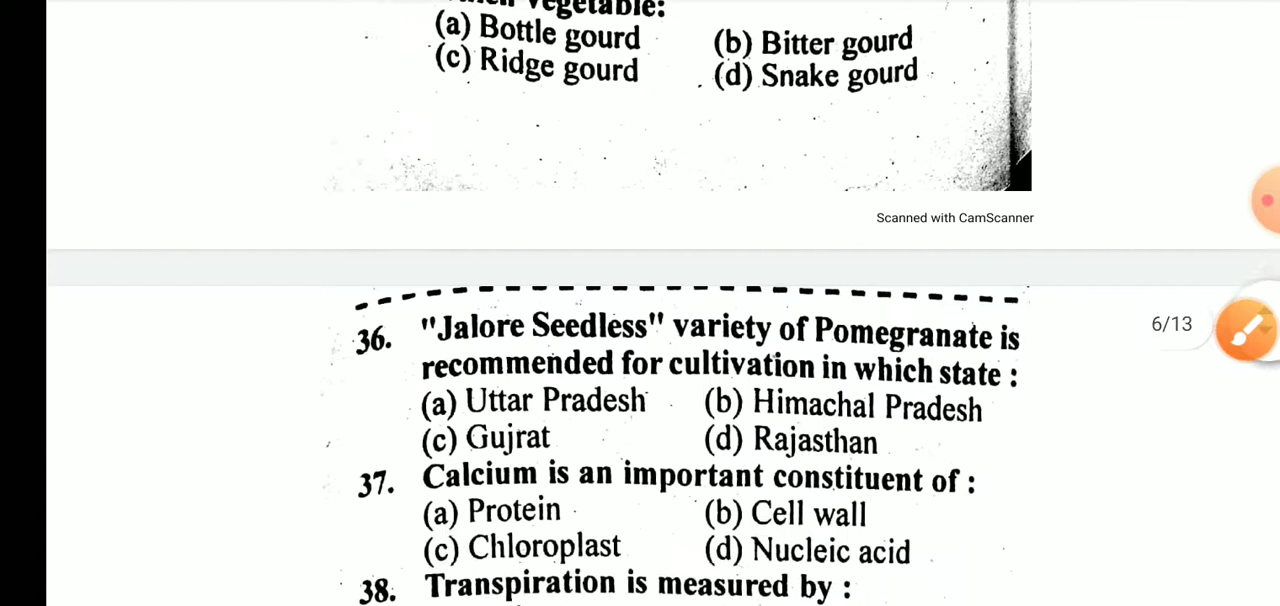 vegetable:
(a) Bottle gourd (b) Bitter gourd
(c) Ridge gourd (d) Snake gourd
Scanned with CamScanner
6/13
36. "Jalore Seedless" variety of Pomegranate is
recommended for cultivation in which state :
(a) Uttar Pradesh (b) Himachal Pradesh
(c) Gujrat (d) Rajasthan
37. Calcium is an important constituent of :
(a) Protein (b) Cell wall
(c) Chloroplast (d) Nucleic acid
38. Transpiration is measured by :